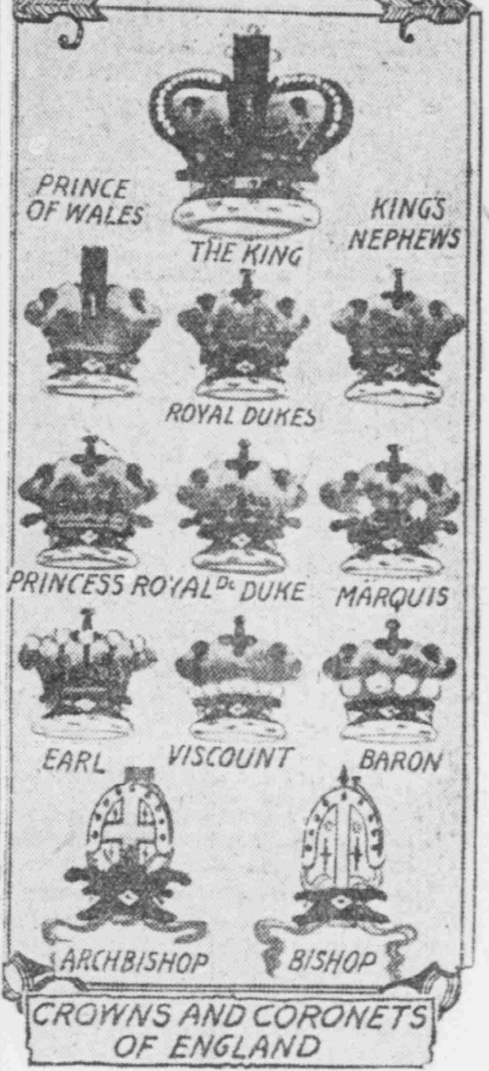 THE KING
PRINCE
OF WALES
KING'S
NEPHEWS
ROYAL DUKES
PRINCESS ROYAL
DUKE
MARQUIS
EARL
VISCOUNT
BARON
ARCHBISHOP
BISHOP
CROWNS AND CORONETS
OF ENGLAND